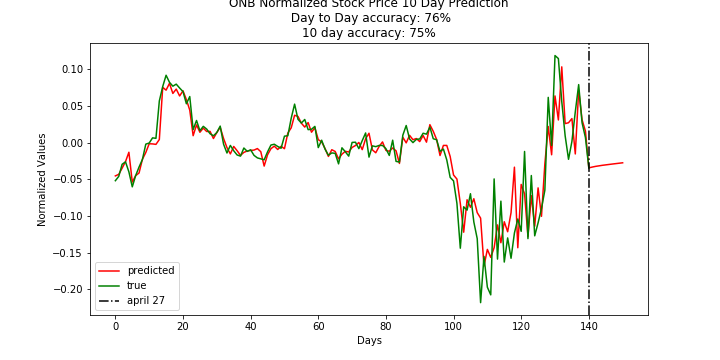 ONB Normalized Stock Price 10 Day Prediction
Day to Day accuracy: 76%
10 day accuracy: 75%
Normalized Values
0.10
0.05
0.00
−0.05
−0.10
−0.15
−0.20
predicted
true
april 27
0 20 40 60 80 100 120 140
Days